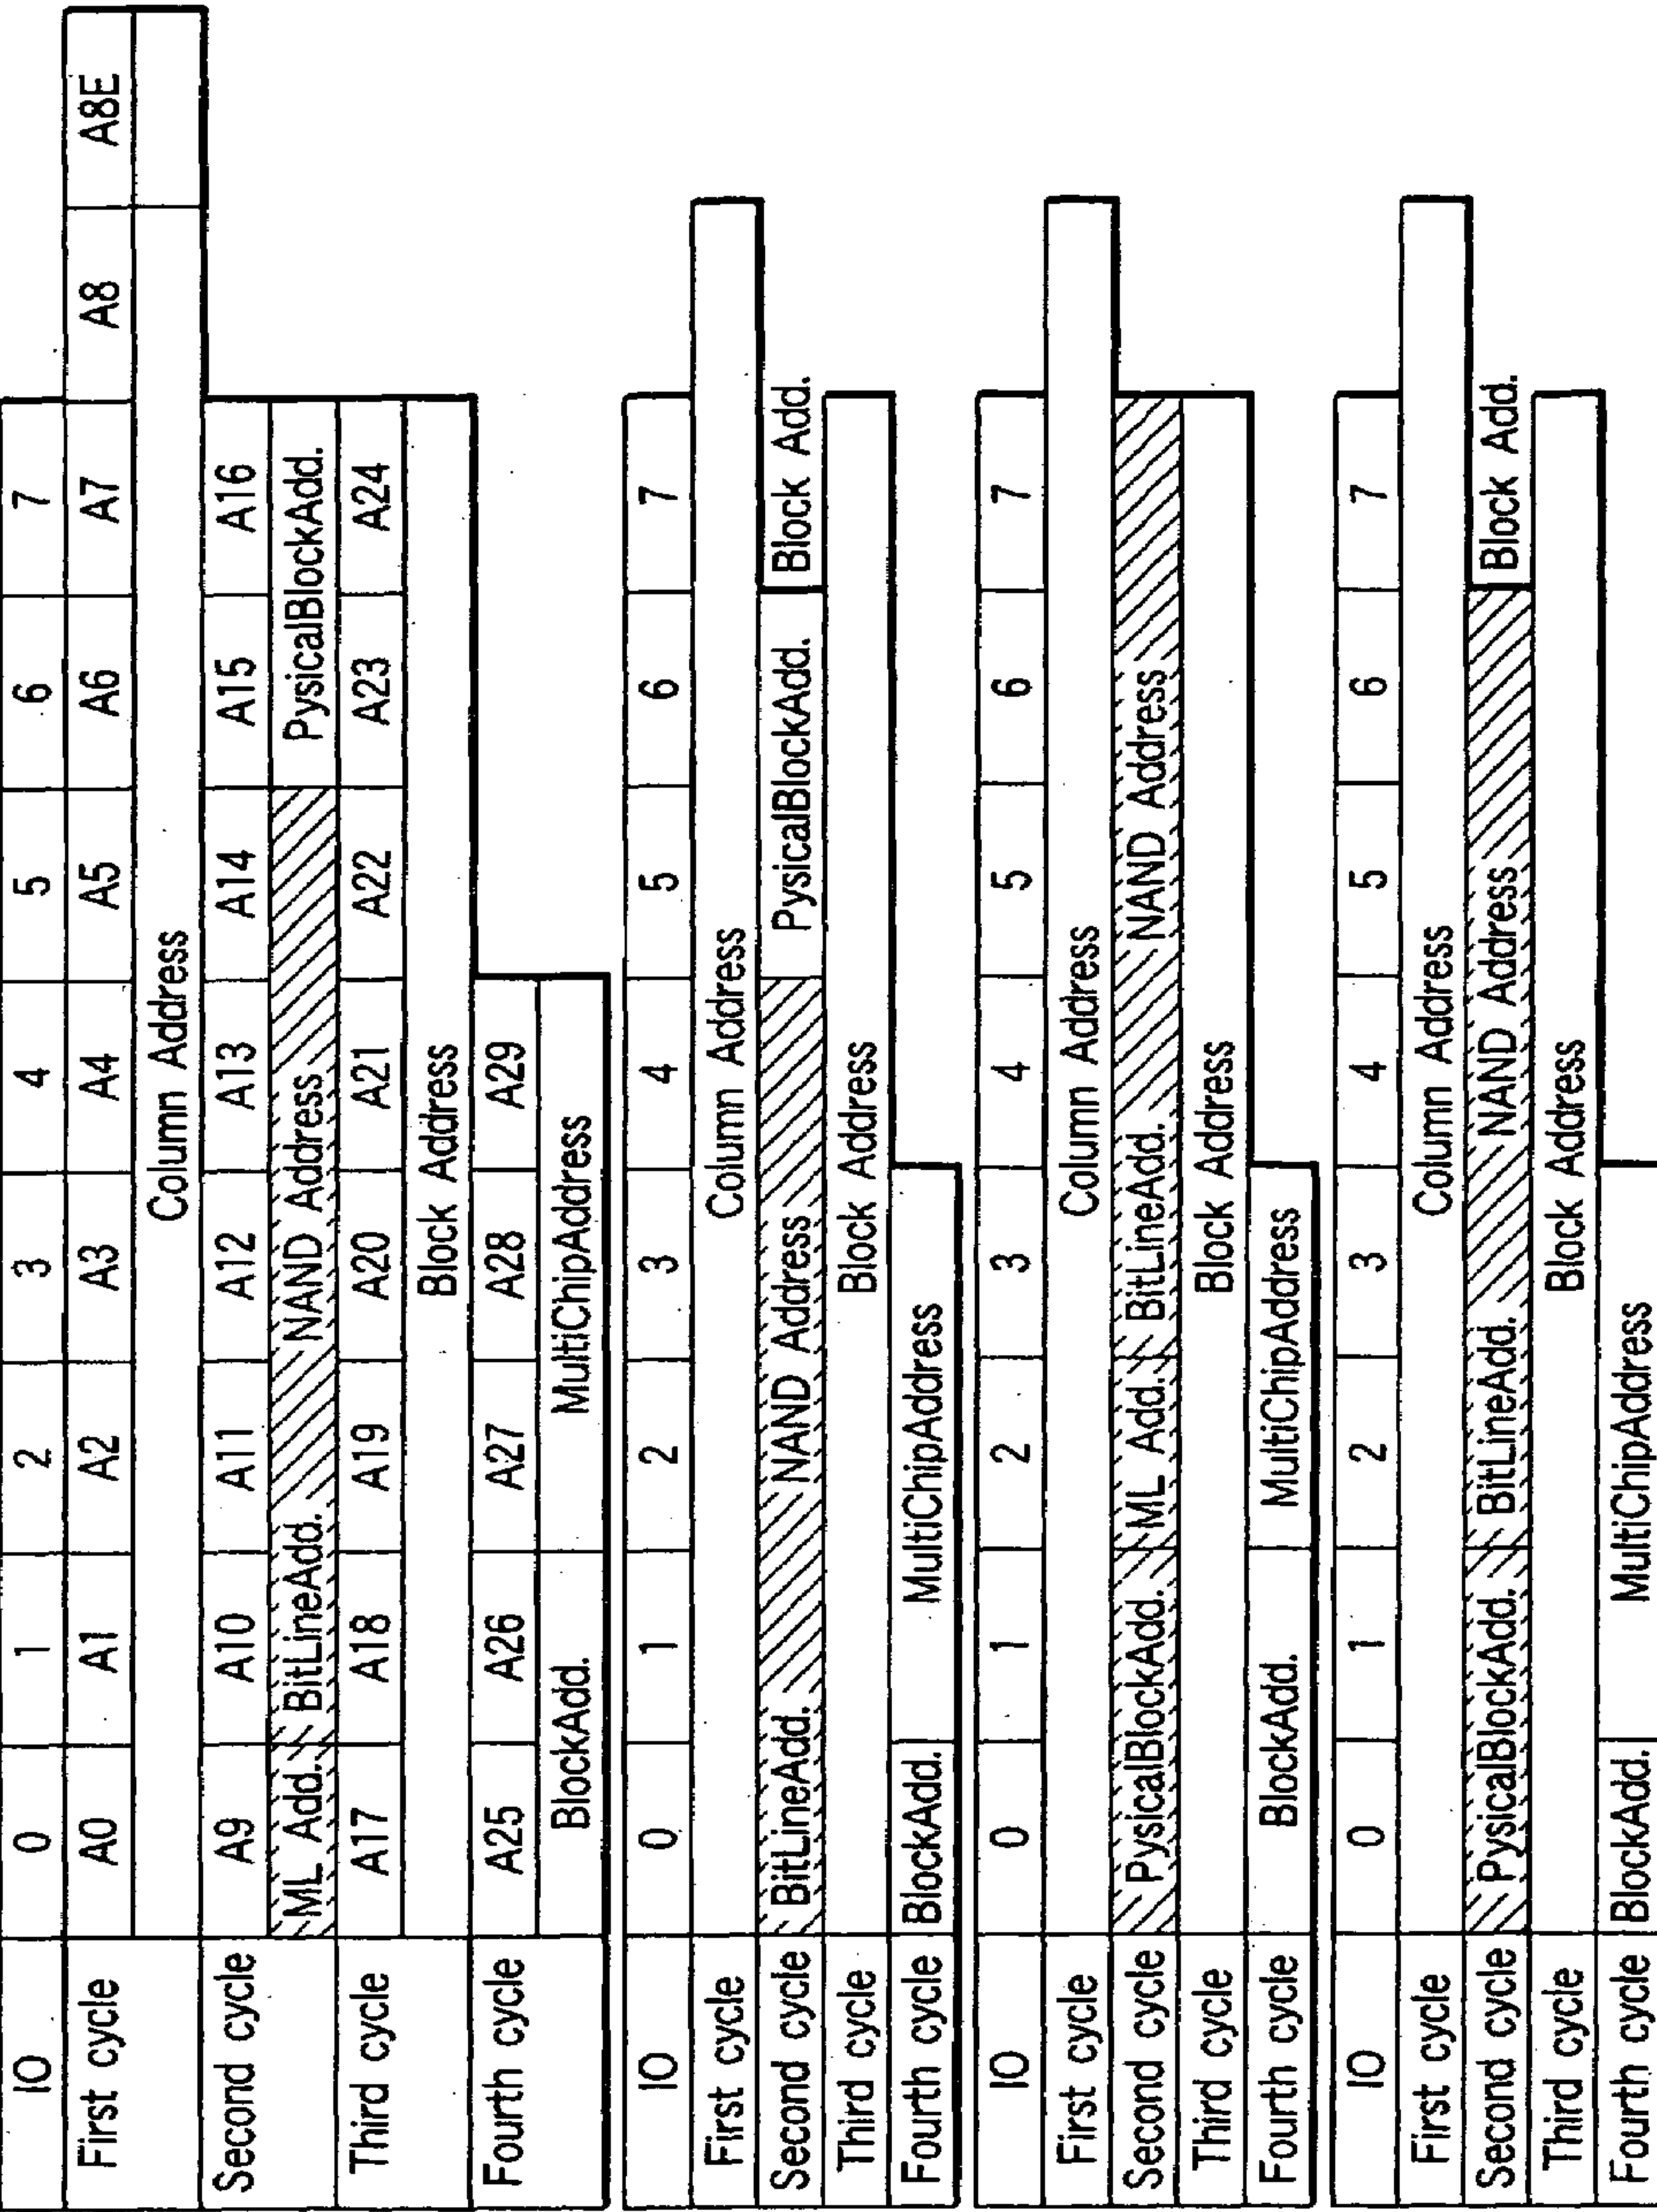 IO 0 1 2 3 4 5 6 7
First cycle A0 A1 A2 A3 A4 A5 A6 A7 A8 A8E
Column Address
Second cycle A9 A10 A11 A12 A13 A14 A15 A16
ML Add. BitLineAdd. NAND Address PysicalBlockAdd.
Third cycle A17 A18 A19 A20 A21 A22 A23 A24
Block Address
Fourth cycle A25 A26 A27 A28 A29
BlockAdd. MultiChipAddress
IO 0 1 2 3 4 5 6 7
First cycle Column Address
Second cycle BitLineAdd. NAND Address PysicalBlockAdd. Block Add.
Third cycle Block Address
Fourth cycle BlockAdd. MultiChipAddress
IO 0 1 2 3 4 5 6 7
First cycle Column Address
Second cycle PysicalBlockAdd. ML Add. BitLineAdd. NAND Address
Third cycle Block Address
Fourth cycle BlockAdd. MultiChipAddress
IO 0 1 2 3 4 5 6 7
First cycle Column Address
Second cycle PysicalBlockAdd. BitLineAdd. NAND Address Block Add.
Third cycle Block Address
Fourth cycle BlockAdd. MultiChipAddress